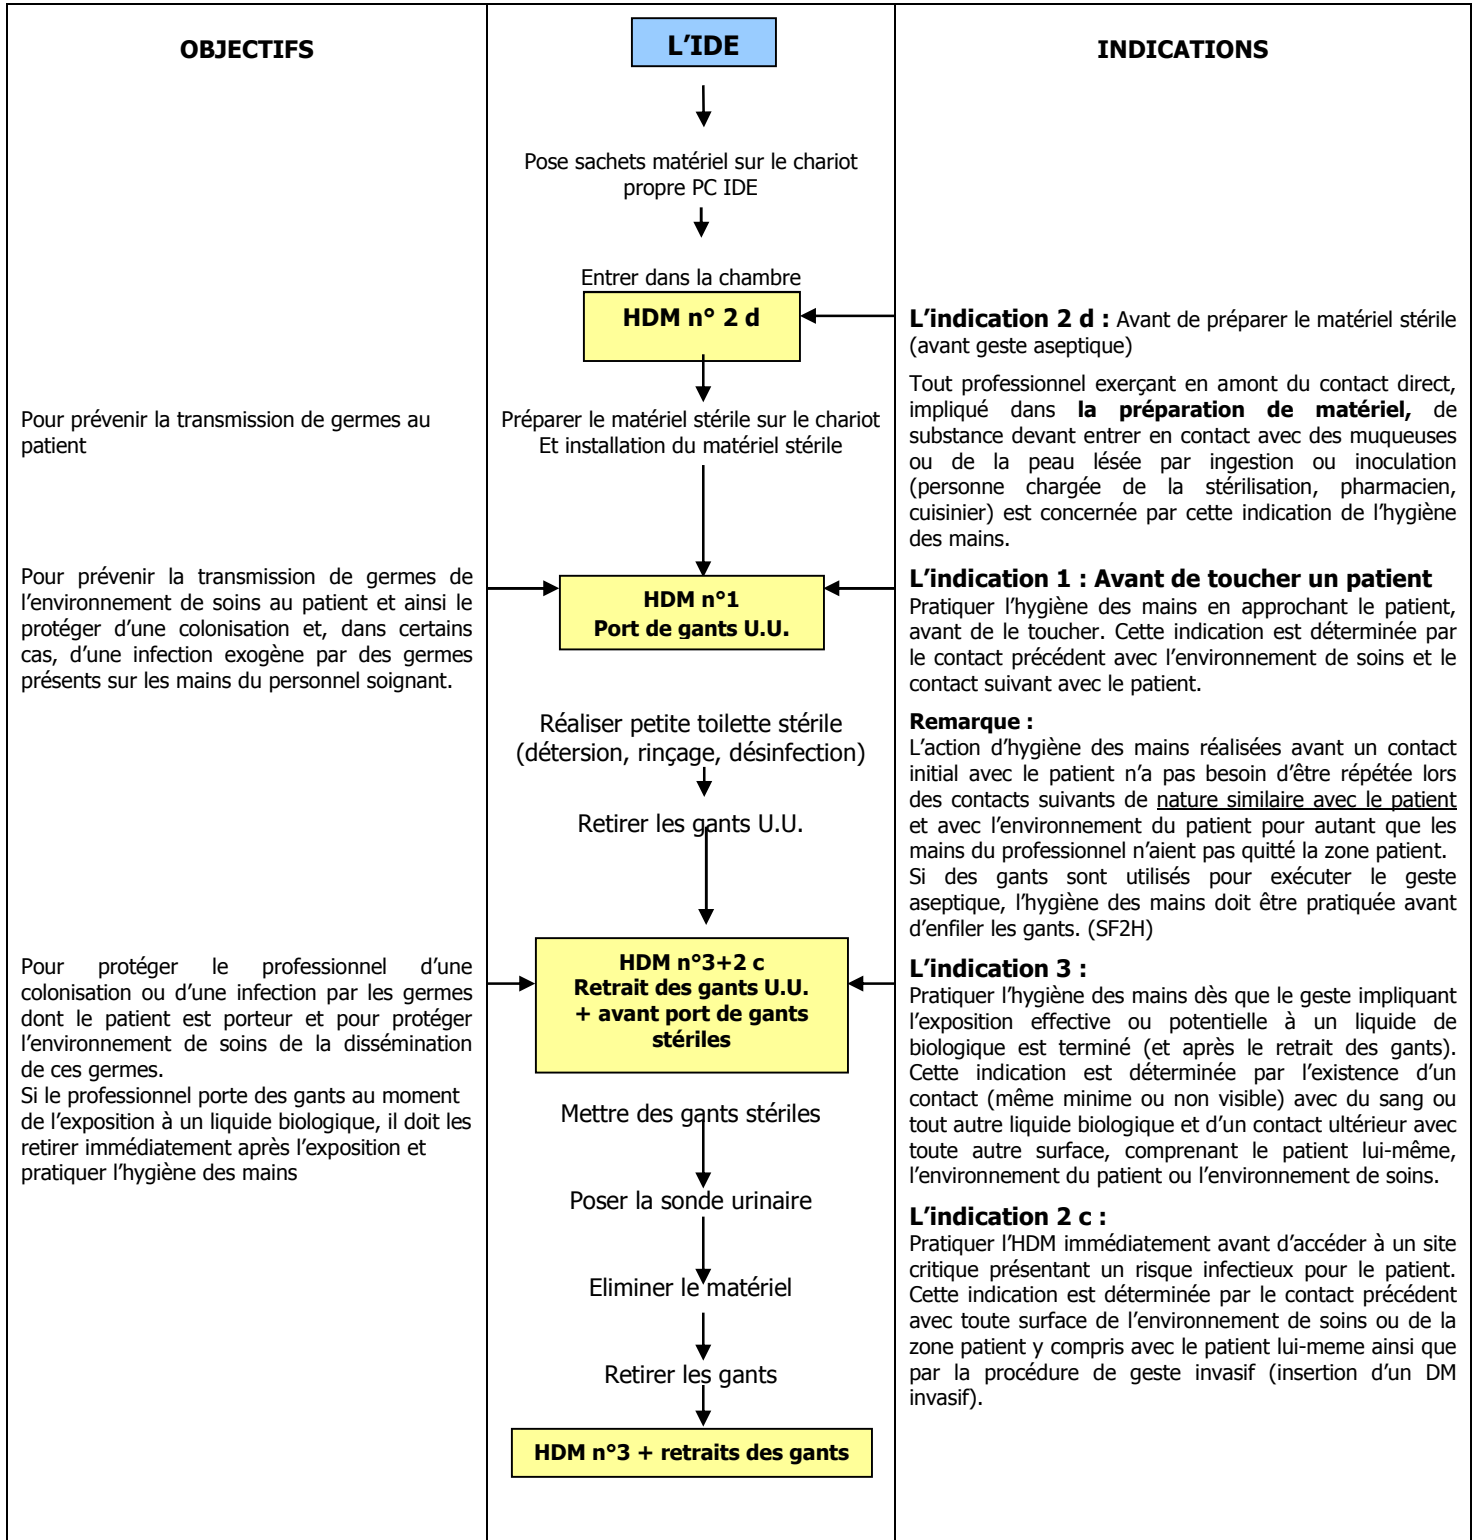 OBJECTIFS
L'IDE
INDICATIONS
Pose sachets matériel sur le chariot
propre PC IDE
Entrer dans la chambre
HDM n° 2 d
L'indication 2 d : Avant de préparer le matériel stérile
(avant geste aseptique)
Tout professionnel exerçant en amont du contact direct,
impliqué dans la préparation de matériel, de
substance devant entrer en contact avec des muqueuses
ou de la peau lésée par ingestion ou inoculation
(personne chargée de la stérilisation, pharmacien,
cuisinier) est concernée par cette indication de l'hygiène
des mains.
Pour prévenir la transmission de germes au
patient
Préparer le matériel stérile sur le chariot
Et installation du matériel stérile
Pour prévenir la transmission de germes de
l'environnement de soins au patient et ainsi le
protéger d'une colonisation et, dans certains
cas, d'une infection exogène par des germes
présents sur les mains du personnel soignant.
HDM n°1
Port de gants U.U.
L'indication 1 : Avant de toucher un patient
Pratiquer l'hygiène des mains en approchant le patient,
avant de le toucher. Cette indication est déterminée par
le contact précédent avec l'environnement de soins et le
contact suivant avec le patient.
Réaliser petite toilette stérile
(détersion, rinçage, désinfection)
Retirer les gants U.U.
Remarque :
L'action d'hygiène des mains réalisées avant un contact
initial avec le patient n'a pas besoin d'être répétée lors
des contacts suivants de nature similaire avec le patient
et avec l'environnement du patient pour autant que les
mains du professionnel n'aient pas quitté la zone patient.
Si des gants sont utilisés pour exécuter le geste
aseptique, l'hygiène des mains doit être pratiquée avant
d'enfiler les gants. (SF2H)
Pour protéger le professionnel d'une
colonisation ou d'une infection par les germes
dont le patient est porteur et pour protéger
l'environnement de soins de la dissémination
de ces germes.
Si le professionnel porte des gants au moment
de l'exposition à un liquide biologique, il doit les
retirer immédiatement après l'exposition et
pratiquer l'hygiène des mains
HDM n°3+2 c
Retrait des gants U.U.
+ avant port de gants
stériles
L'indication 3 :
Pratiquer l'hygiène des mains dès que le geste impliquant
l'exposition effective ou potentielle à un liquide de
biologique est terminé (et après le retrait des gants).
Cette indication est déterminée par l'existence d'un
contact (même minime ou non visible) avec du sang ou
tout autre liquide biologique et d'un contact ultérieur avec
toute autre surface, comprenant le patient lui-même,
l'environnement du patient ou l'environnement de soins.
Mettre des gants stériles
Poser la sonde urinaire
Eliminer le matériel
Retirer les gants
HDM n°3 + retraits des gants
L'indication 2 c :
Pratiquer l'HDM immédiatement avant d'accéder à un site
critique présentant un risque infectieux pour le patient.
Cette indication est déterminée par le contact précédent
avec toute surface de l'environnement de soins ou de la
zone patient y compris avec le patient lui-meme ainsi que
par la procédure de geste invasif (insertion d'un DM
invasif).